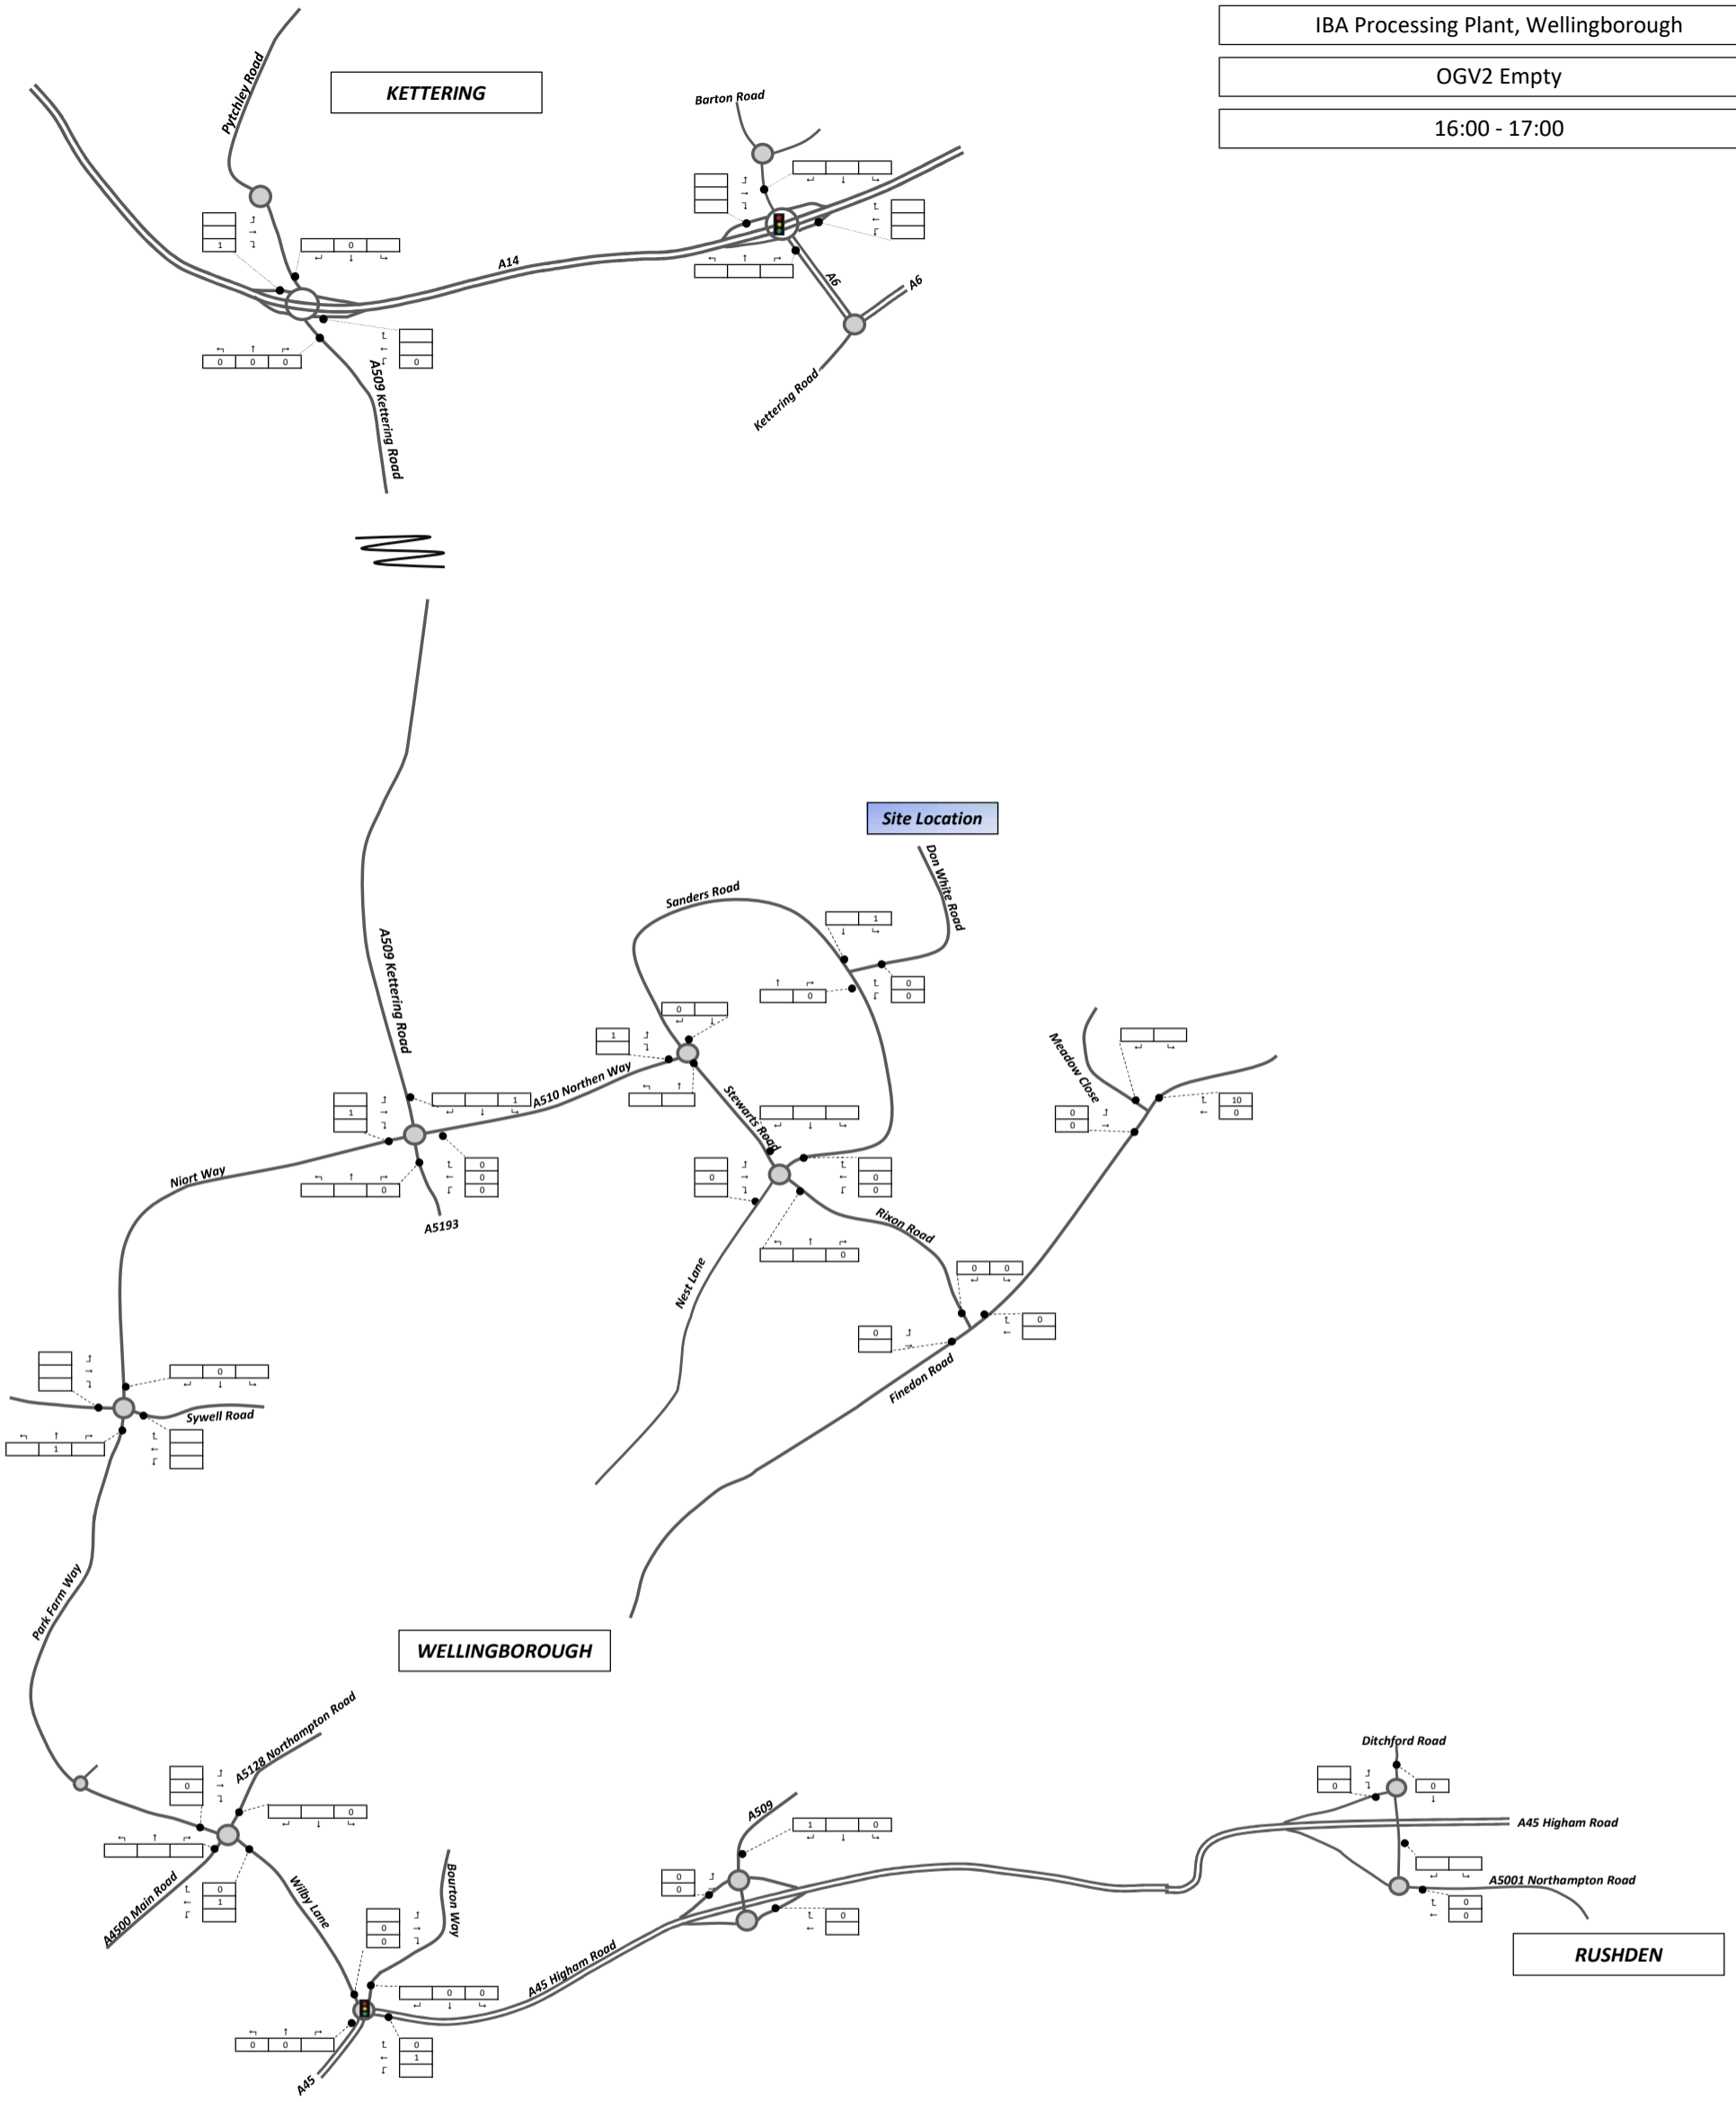 IBA Processing Plant, Wellingborough
OGV2 Empty
16:00 - 17:00
KETTERING
Pytchley Road
Barton Road
1
0
A14
A6
A6
0 0 0
0
A509 Kettering Road
Kettering Road
Site Location
Don White Road
Sanders Road
1
A509 Kettering Road
0
0
0
0
1
A510 Northen Way
Stewarts Road
Meadow Close
10
0
0
0
1
1
Niort Way
0
0
0
0
A5193
0
0
0
0
Rixon Road
Nest Lane
0 0
0
0
Finedon Road
0
Sywell Road
1
Park Farm Way
WELLINGBOROUGH
A5128 Northampton Road
0
0
A4500 Main Road
0
1
Wilby Lane
Bourton Way
0
0
0 0
0 0
0
1
A45
A45 Higham Road
A509
1 0
0
0
0
Ditchford Road
0
0
A45 Higham Road
A5001 Northampton Road
0
0
RUSHDEN